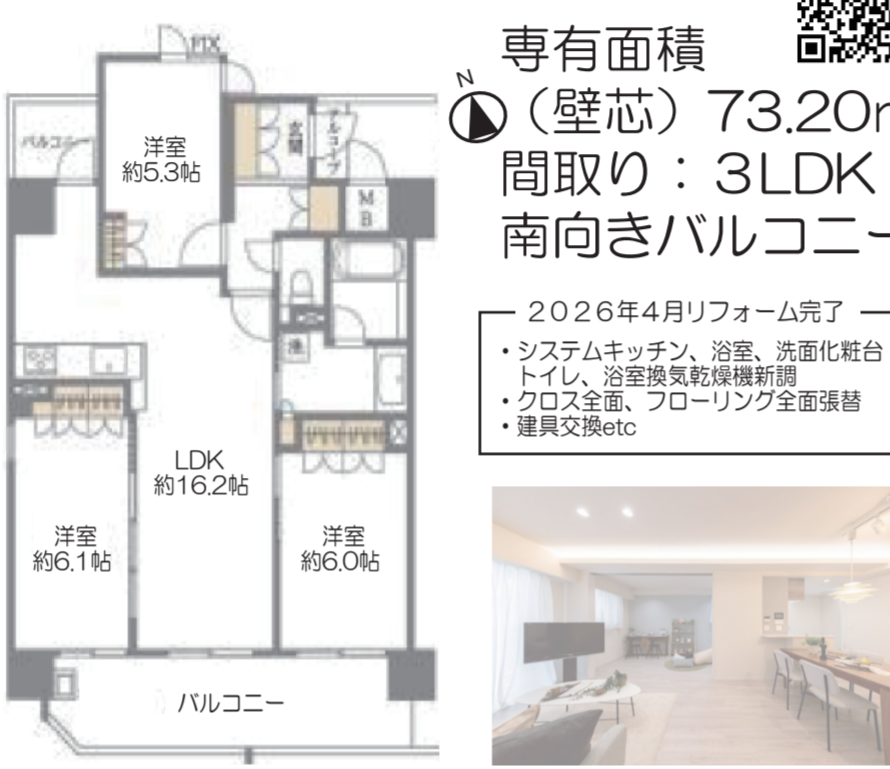 専有面積
N
(壁芯)73.20
間取り:3LDK
南向きバルコニー
2026年4月リフォーム完了
・システムキッチン、浴室、洗面化粧台
トイレ、浴室換気乾燥機新調
・クロス全面、フローリング全面張替
・建具交換etc
FIX
バルコニー
洋室
約5.3帖
玄関
アルコーブ
MB
洗
LDK
約16.2帖
洋室
約6.1帖
洋室
約6.0帖
バルコニー